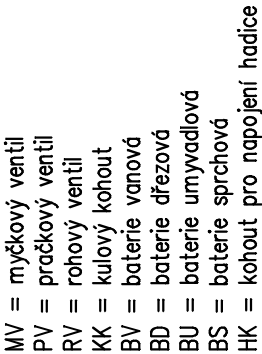 MV = myčkový ventil
PV = pračkový ventil
RV = rohový ventil
KK = kulový kohout
BV = baterie vanová
BD = baterie dřezová
BU = baterie umyvadlová
BS = baterie sprchová
HK = kohout pro napojení hadice